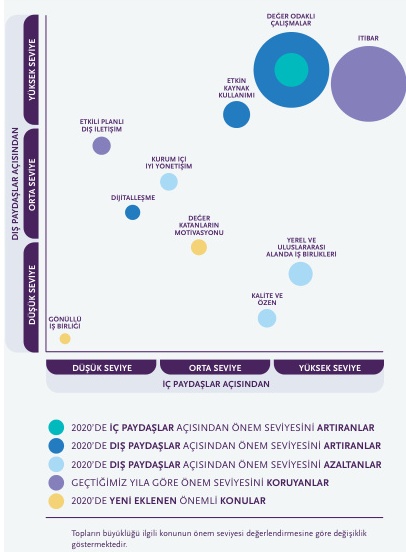 DEĞER ODAKLI
ÇALIŞMALAR
ITIBAR
ETKİN
KAYNAK
KULLANIMI
ETKİLİ PLANLI
DIŞ İLETİŞİM
KURUM İÇİ
İYİ YÖNETİŞİM
DİJİTALLEŞME
DEĞER
KATANLARIN
MOTİVASYONU
YEREL VE
ULUSLARARASI
ALANDA İŞ BİRLİKLERİ
KALİTE VE
ÖZEN
GÖNÜLLÜ
İŞ BİRLİĞİ
DIŞ PAYDAŞLAR AÇISINDAN
YÜKSEK SEVİYE
ORTA SEVİYE
DÜŞÜK SEVİYE
DÜŞÜK SEVİYE
ORTA SEVİYE
YÜKSEK SEVİYE
İÇ PAYDAŞLAR AÇISINDAN
2020'DE İÇ PAYDAŞLAR AÇISINDAN ÖNEM SEVİYESİNİ ARTIRANLAR
2020'DE DIŞ PAYDAŞLAR AÇISINDAN ÖNEM SEVİYESİNİ ARTIRANLAR
2020'DE DIŞ PAYDAŞLAR AÇISINDAN ÖNEM SEVİYESİNİ AZALTANLAR
GEÇTİĞİMİZ YILA GÖRE ÖNEM SEVİYESİNİ KORUYANLAR
2020'DE YENİ EKLENEN ÖNEMLİ KONULAR
Topların büyüklüğü ilgili konunun önem seviyesi değerlendirmesine göre değişiklik
göstermektedir.